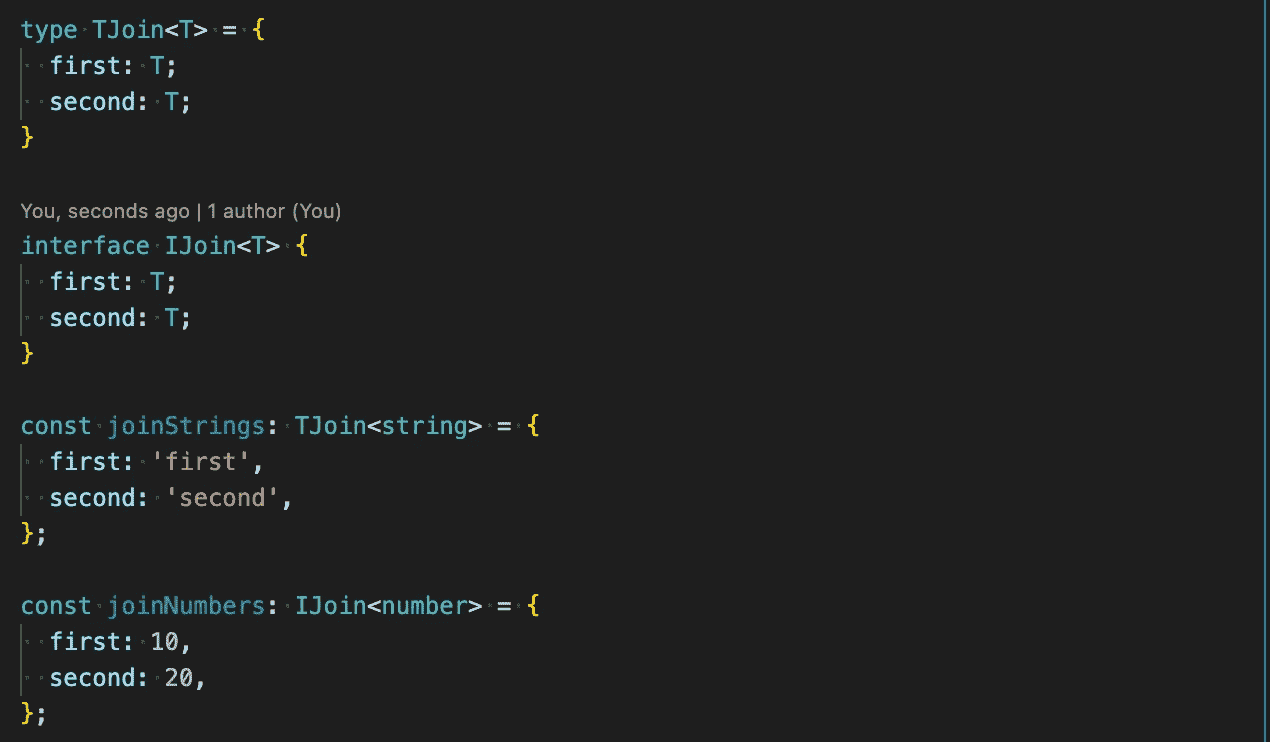 type TJoin<T> = {
  first: T;
  second: T;
}
You, seconds ago | 1 author (You)
interface IJoin<T> {
  first: T;
  second: T;
}
const joinStrings: TJoin<string> = {
  first: 'first',
  second: 'second',
};
const joinNumbers: IJoin<number> = {
  first: 10,
  second: 20,
};